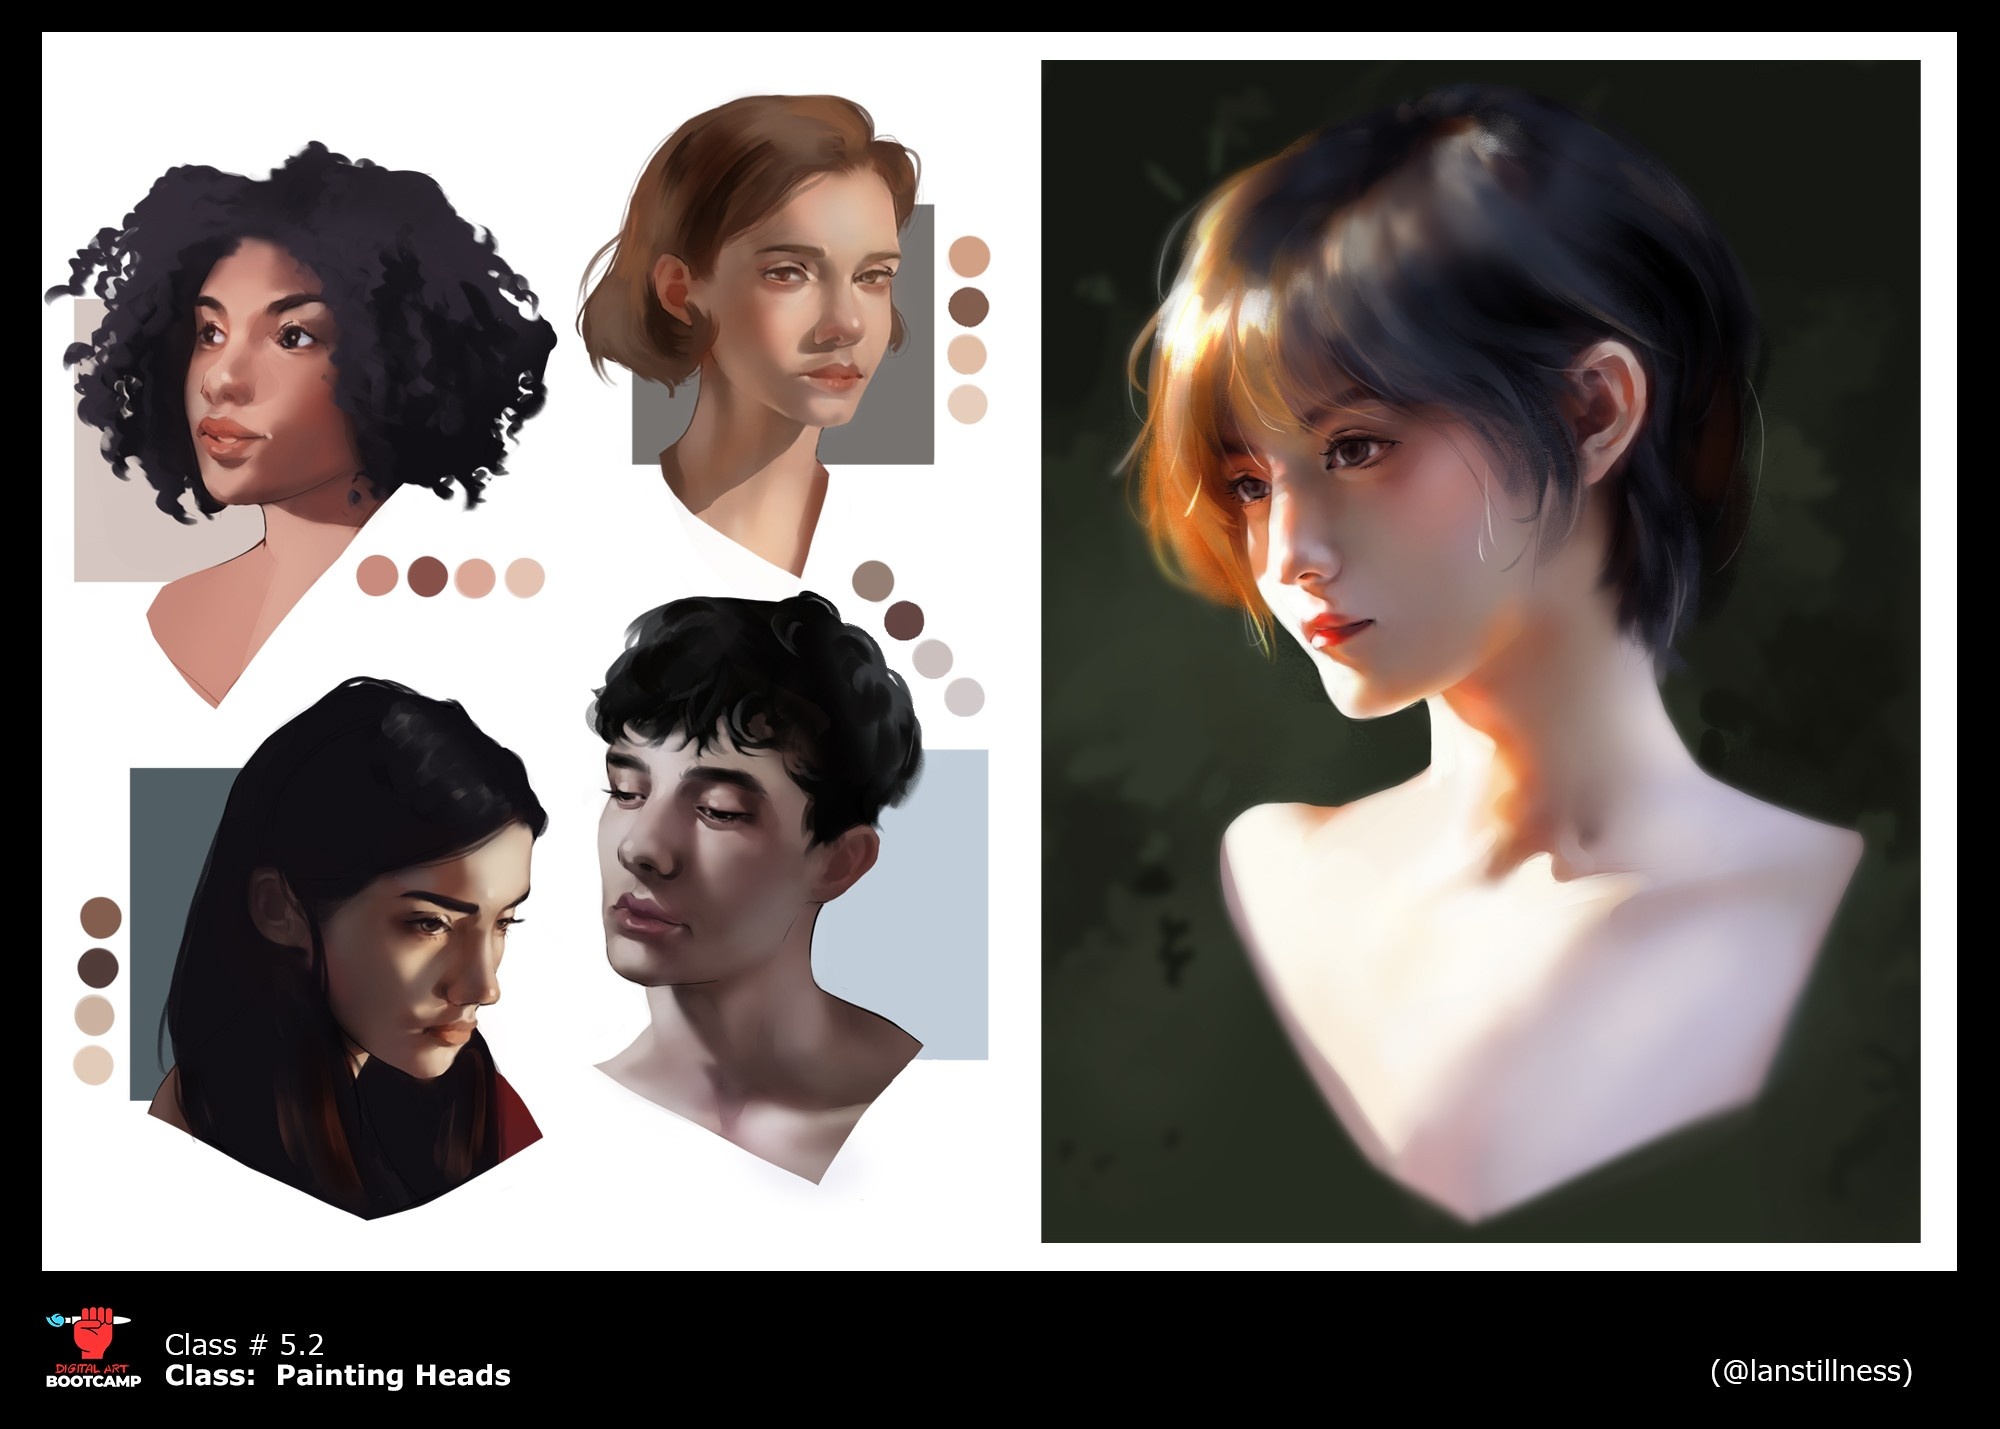 DIGITAL ART
BOOTCAMP
Class # 5.2
Class:  Painting Heads
(@lanstillness)